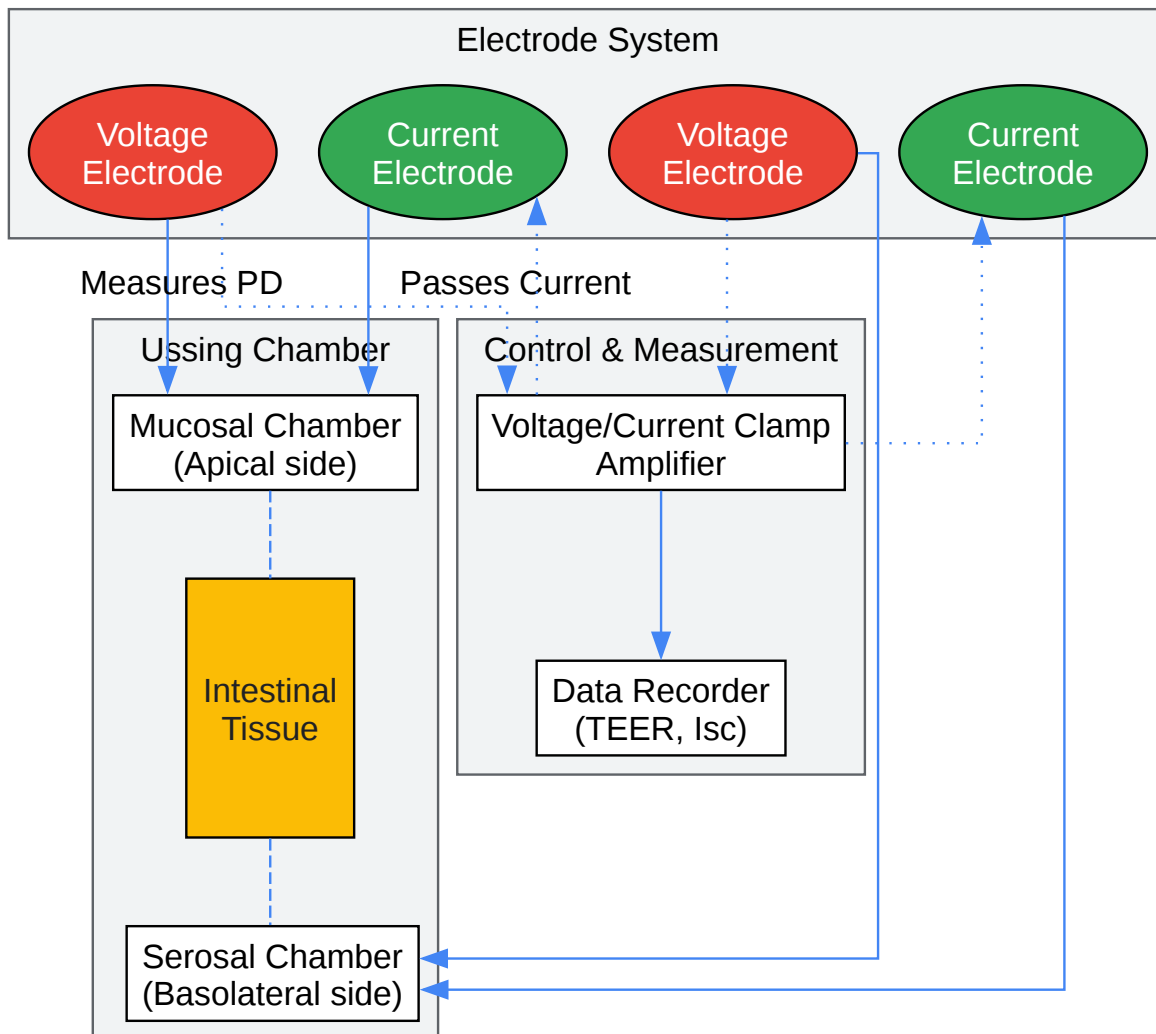 Electrode System
Voltage
Electrode
Current
Electrode
Voltage
Electrode
Current
Electrode
Measures PD
Passes Current
Ussing Chamber
Control & Measurement
Mucosal Chamber
(Apical side)
Voltage/Current Clamp
Amplifier
Intestinal
Tissue
Data Recorder
(TEER, Isc)
Serosal Chamber
(Basolateral side)